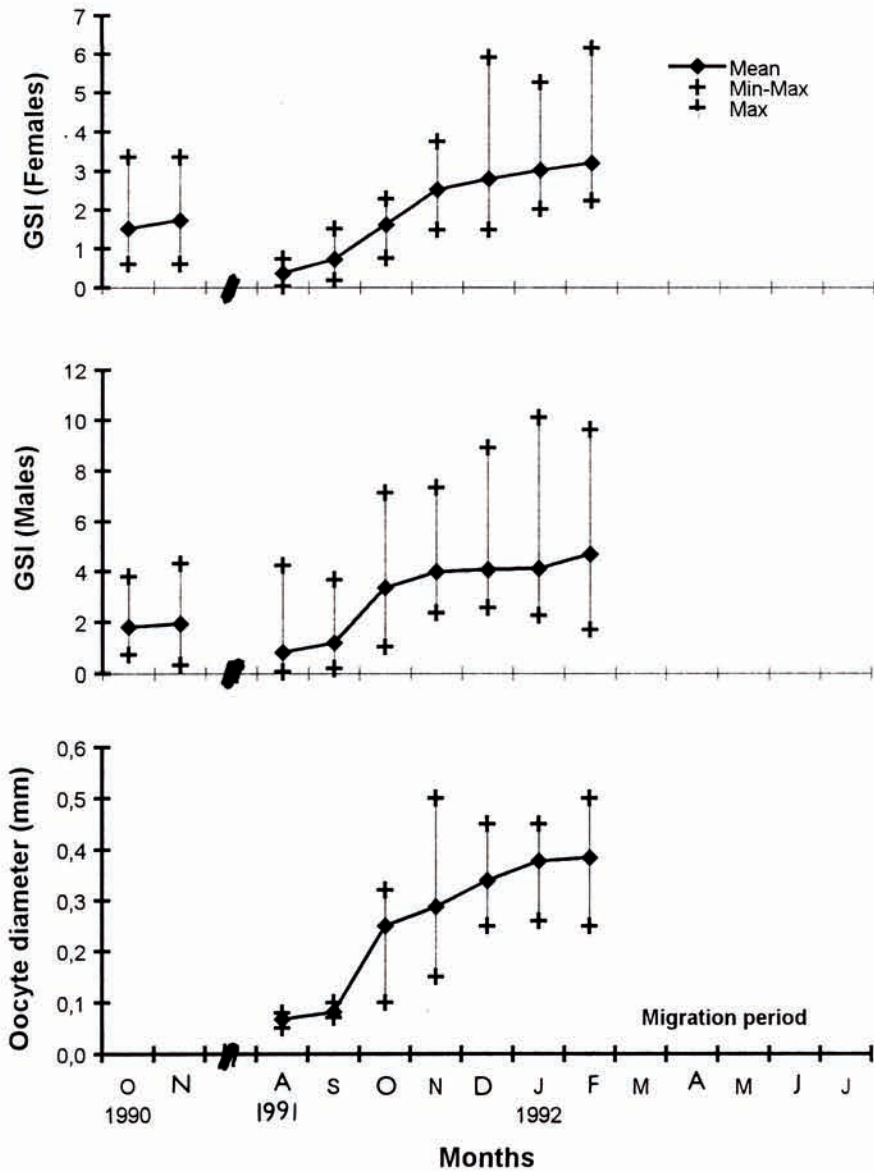 GSI (Females)
7
6
5
4
3
2
1
0
Mean
Min-Max
Max
GSI (Males)
12
10
8
6
4
2
0
Oocyte diameter (mm)
0,6
0,5
0,4
0,3
0,2
0,1
0,0
Migration period
O N A S O N D J F M A M J J
1990 1991 1992
Months